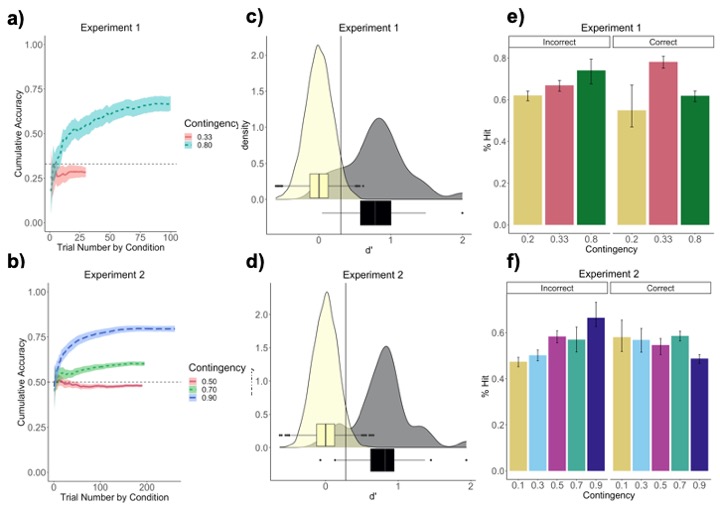 a)
Experiment 1
1.00
0.75
0.50
0.25
0.00
Cumulative Accuracy
0 25 50 75 100
Trial Number by Condition
Contingency
0.33
0.80
b)
Experiment 2
1.00
0.75
0.50
0.25
0.00
Cumulative Accuracy
0 100 200
Trial Number by Condition
Contingency
0.50
0.70
0.90
c)
Experiment 1
2.0
1.5
1.0
0.5
0.0
density
0 1 2
d'
d)
Experiment 2
2.0
1.5
1.0
0.5
0.0
0 1 2
d'
e)
Experiment 1
Incorrect Correct
0.8
0.6
0.4
0.2
0.0
% Hit
0.2 0.33 0.8 0.2 0.33 0.8
Contingency
f)
Experiment 2
Incorrect Correct
0.6
0.4
0.2
0.0
% Hit
0.1 0.3 0.5 0.7 0.9 0.1 0.3 0.5 0.7 0.9
Contingency